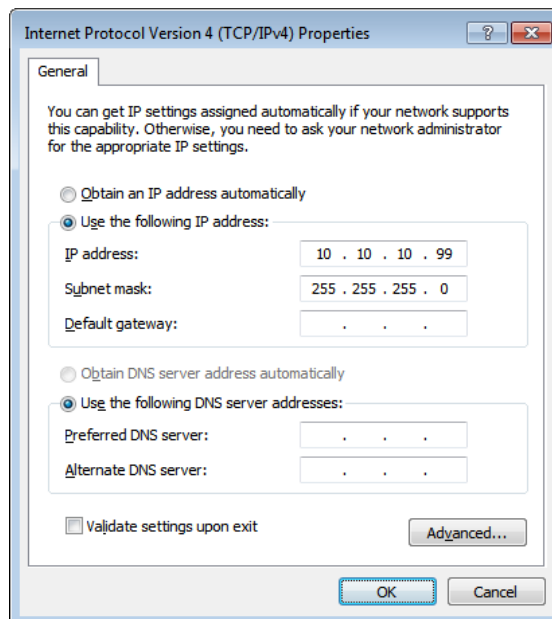 Internet Protocol Version 4 (TCP/IPv4) Properties
?
General
You can get IP settings assigned automatically if your network supports
this capability. Otherwise, you need to ask your network administrator
for the appropriate IP settings.
Obtain an IP address automatically
Use the following IP address:
IP address: 10 . 10 . 10 . 99
Subnet mask: 255 . 255 . 255 . 0
Default gateway: . . .
Obtain DNS server address automatically
Use the following DNS server addresses:
Preferred DNS server: . . .
Alternate DNS server: . . .
Validate settings upon exit
Advanced...
OK Cancel